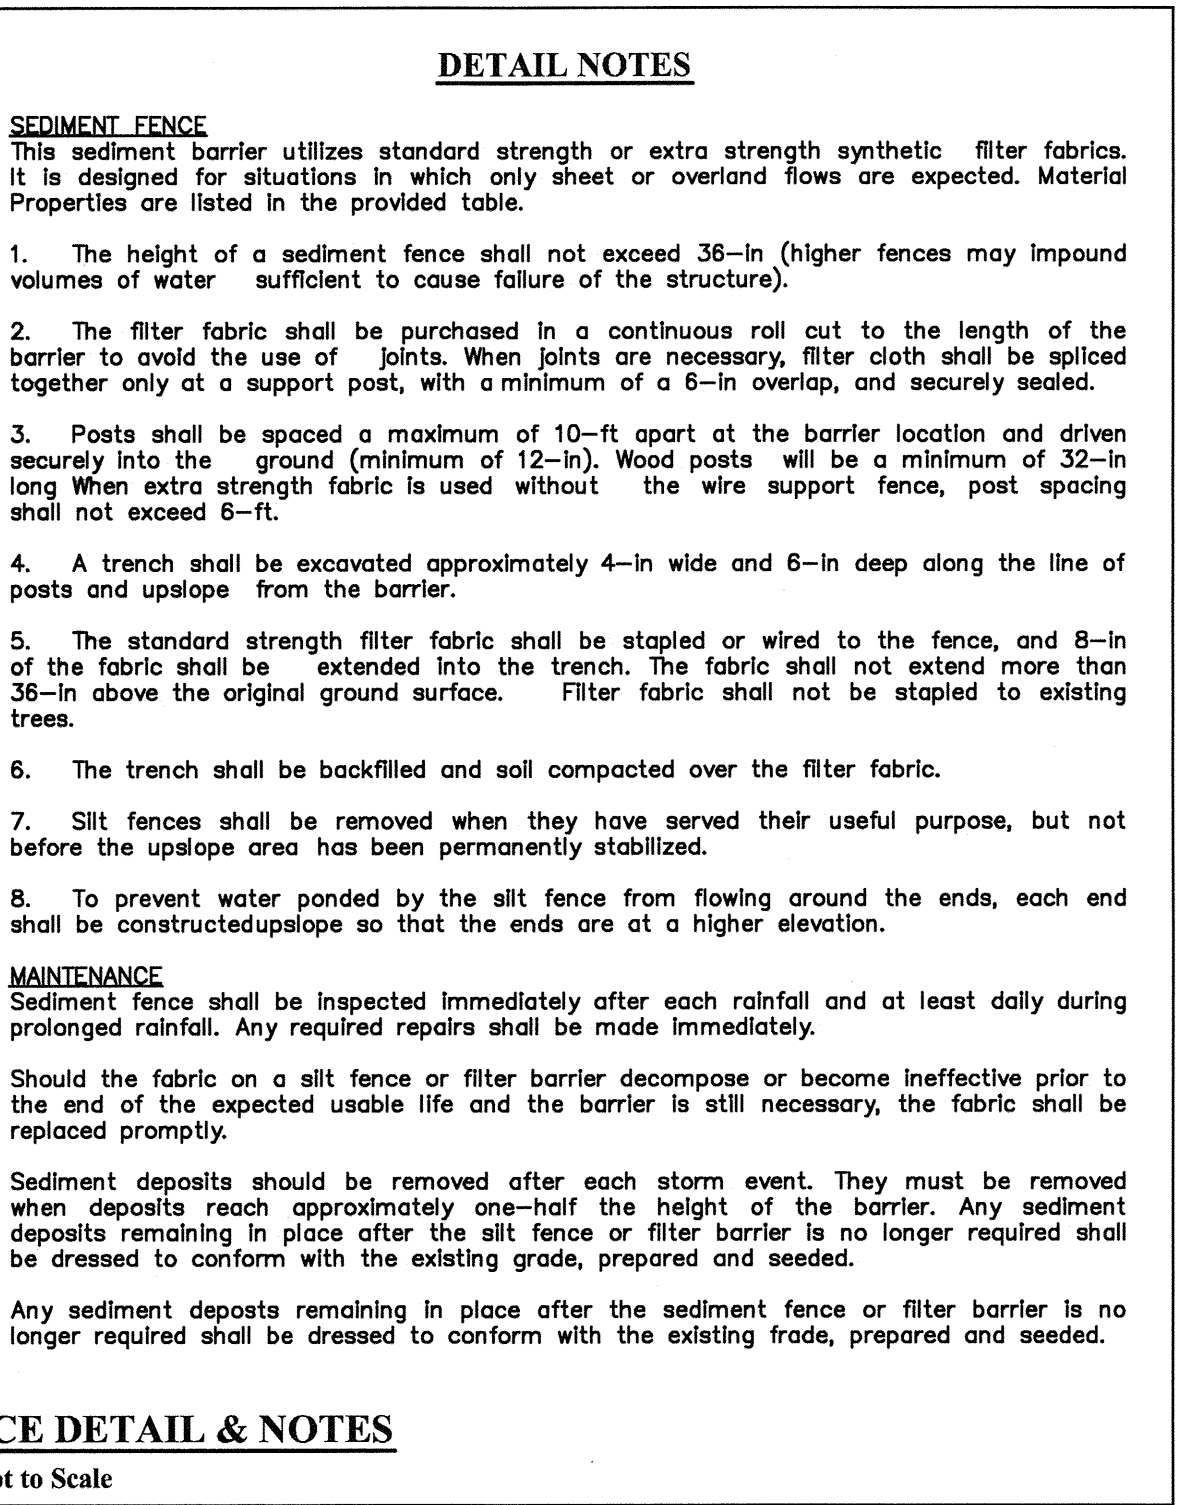 DETAIL NOTES
SEDIMENT FENCE
This sediment barrier utilizes standard strength or extra strength synthetic filter fabrics.
It is designed for situations in which only sheet or overland flows are expected. Material
Properties are listed in the provided table.
1. The height of a sediment fence shall not exceed 36-in (higher fences may impound
volumes of water sufficient to cause failure of the structure).
2. The filter fabric shall be purchased in a continuous roll cut to the length of the
barrier to avoid the use of joints. When joints are necessary, filter cloth shall be spliced
together only at a support post, with a minimum of a 6-in overlap, and securely sealed.
3. Posts shall be spaced a maximum of 10-ft apart at the barrier location and driven
securely into the ground (minimum of 12-in). Wood posts will be a minimum of 32-in
long When extra strength fabric is used without the wire support fence, post spacing
shall not exceed 6-ft.
4. A trench shall be excavated approximately 4-in wide and 6-in deep along the line of
posts and upslope from the barrier.
5. The standard strength filter fabric shall be stapled or wired to the fence, and 8-in
of the fabric shall be extended into the trench. The fabric shall not extend more than
36-in above the original ground surface. Filter fabric shall not be stapled to existing
trees.
6. The trench shall be backfilled and soil compacted over the filter fabric.
7. Silt fences shall be removed when they have served their useful purpose, but not
before the upslope area has been permanently stabilized.
8. To prevent water ponded by the silt fence from flowing around the ends, each end
shall be constructedupslope so that the ends are at a higher elevation.
MAINTENANCE
Sediment fence shall be inspected immediately after each rainfall and at least daily during
prolonged rainfall. Any required repairs shall be made immediately.
Should the fabric on a silt fence or filter barrier decompose or become ineffective prior to
the end of the expected usable life and the barrier is still necessary, the fabric shall be
replaced promptly.
Sediment deposits should be removed after each storm event. They must be removed
when deposits reach approximately one-half the height of the barrier. Any sediment
deposits remaining in place after the silt fence or filter barrier is no longer required shall
be dressed to conform with the existing grade, prepared and seeded.
Any sediment deposts remaining in place after the sediment fence or filter barrier is no
longer required shall be dressed to conform with the existing frade, prepared and seeded.
CE DETAIL & NOTES
ot to Scale